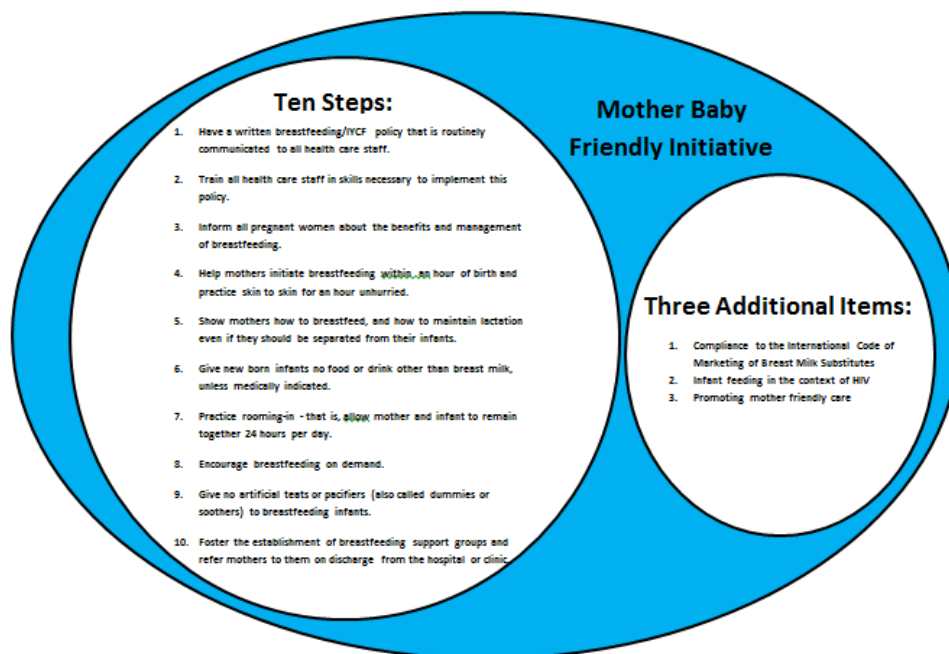 Ten Steps:
1. Have a written breastfeeding/IYCF policy that is routinely
communicated to all health care staff.
2. Train all health care staff in skills necessary to implement this
policy.
3. Inform all pregnant women about the benefits and management
of breastfeeding.
4. Help mothers initiate breastfeeding within an hour of birth and
practice skin to skin for an hour unhurried.
5. Show mothers how to breastfeed, and how to maintain lactation
even if they should be separated from their infants.
6. Give new born infants no food or drink other than breast milk,
unless medically indicated.
7. Practice rooming-in - that is, allow mother and infant to remain
together 24 hours per day.
8. Encourage breastfeeding on demand.
9. Give no artificial teats or pacifiers (also called dummies or
soothers) to breastfeeding infants.
10. Foster the establishment of breastfeeding support groups and
refer mothers to them on discharge from the hospital or clinic
Mother Baby
Friendly Initiative
Three Additional Items:
1. Compliance to the International Code of
Marketing of Breast Milk Substitutes
2. Infant feeding in the context of HIV
3. Promoting mother friendly care